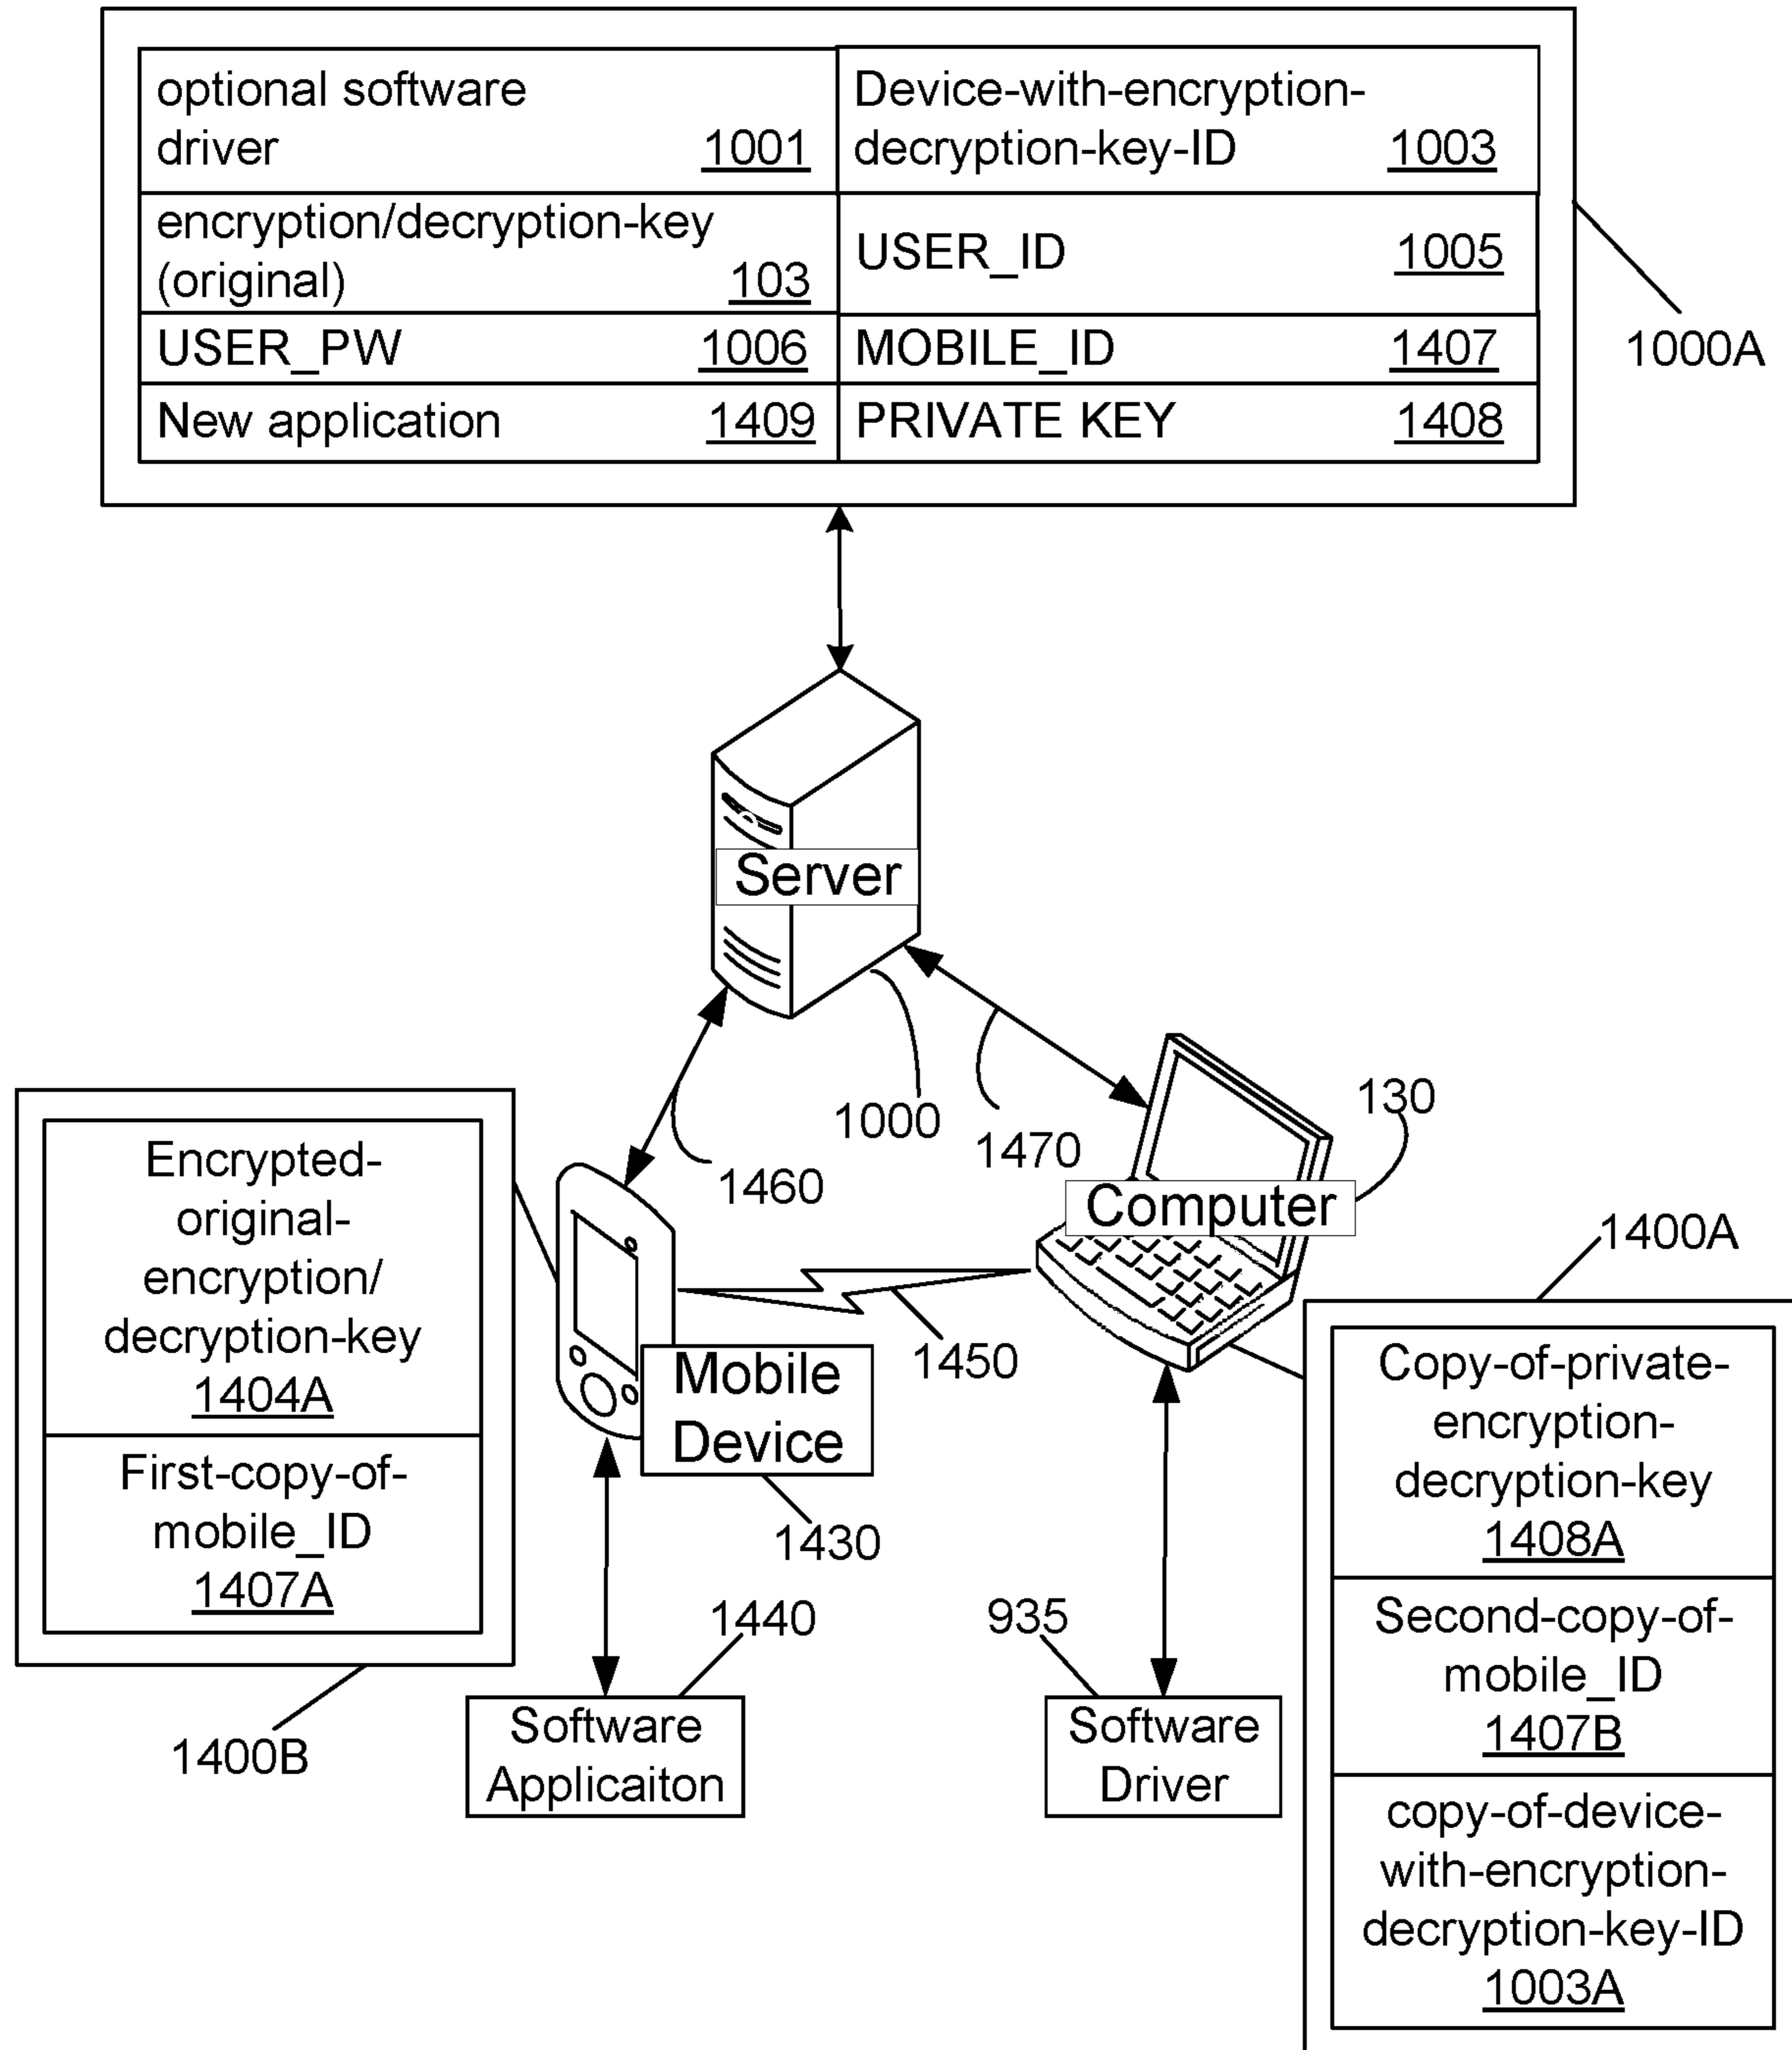 optional software
driver 1001
Device-with-encryption-
decryption-key-ID 1003
encryption/decryption-key
(original) 103
USER_ID 1005
USER_PW 1006
MOBILE_ID 1407
New application 1409
PRIVATE KEY 1408
1000A
Server
1000
1470
130
1460
Computer
1400A
Encrypted-
original-
encryption/
decryption-key
1404A
First-copy-of-
mobile_ID
1407A
1400B
1450
Mobile
Device
1430
1440
Software
Applicaiton
935
Software
Driver
Copy-of-private-
encryption-
decryption-key
1408A
Second-copy-of-
mobile_ID
1407B
copy-of-device-
with-encryption-
decryption-key-ID
1003A